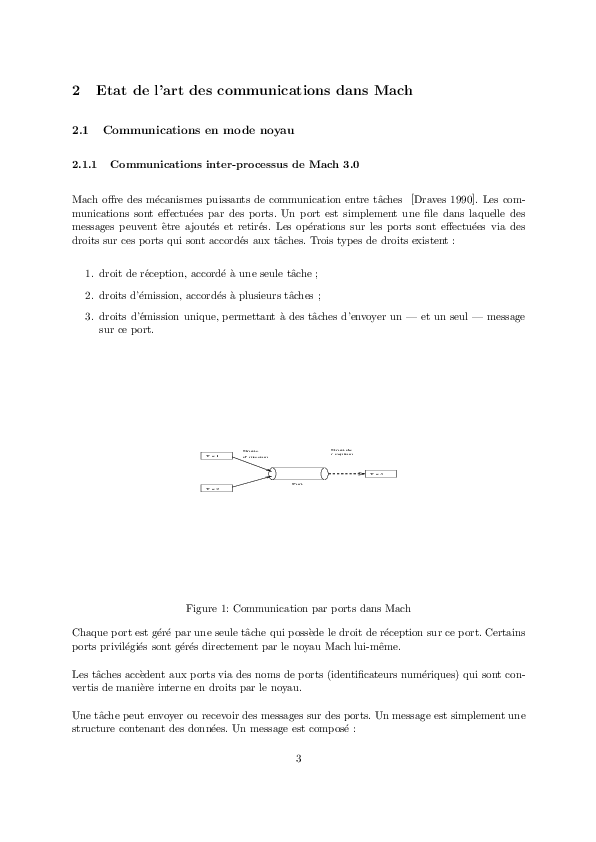 2 Etat de l'art des communications dans Mach
2.1 Communications en mode noyau
2.1.1 Communications inter-processus de Mach 3.0
Mach offre des mécanismes puissants de communication entre tâches [Draves 1990]. Les com-
munications sont effectuées par des ports. Un port est simplement une file dans laquelle des
messages peuvent être ajoutés et retirés. Les opérations sur les ports sont effectuées via des
droits sur ces ports qui sont accordés aux tâches. Trois types de droits existent :
1. droit de réception, accordé à une seule tâche ;
2. droits d'émission, accordés à plusieurs tâches ;
3. droits d'émission unique, permettant à des tâches d'envoyer un — et un seul — message
sur ce port.
Port
Figure 1: Communication par ports dans Mach
Chaque port est géré par une seule tâche qui possède le droit de réception sur ce port. Certains
ports privilégiés sont gérés directement par le noyau Mach lui-même.
Les tâches accèdent aux ports via des noms de ports (identificateurs numériques) qui sont con-
vertis de manière interne en droits par le noyau.
Une tâche peut envoyer ou recevoir des messages sur des ports. Un message est simplement une
structure contenant des données. Un message est composé :
3